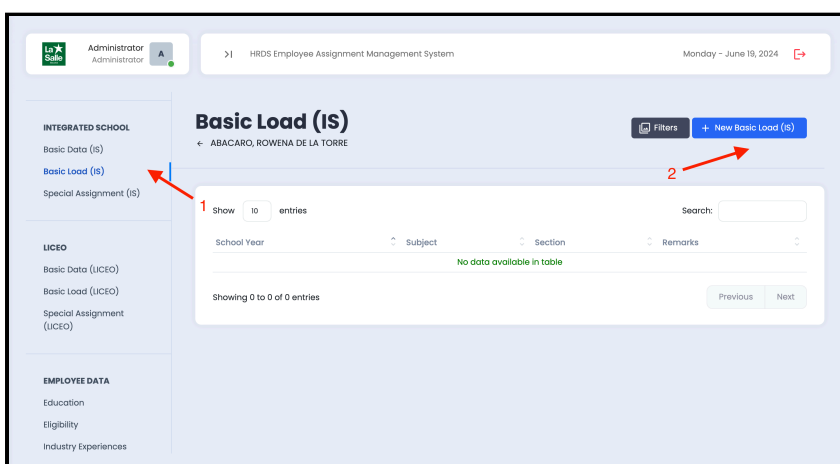 La Salle
Administrator
Administrator
A
>| HRDS Employee Assignment Management System
Monday - June 19, 2024
INTEGRATED SCHOOL
Basic Data (IS)
Basic Load (IS)
Special Assignment (IS)
LICEO
Basic Data (LICEO)
Basic Load (LICEO)
Special Assignment
(LICEO)
EMPLOYEE DATA
Education
Eligibility
Industry Experiences
Basic Load (IS)
← ABACARO, ROWENA DE LA TORRE
Filters
+ New Basic Load (IS)
1
2
Show 10 entries
Search:
School Year Subject Section Remarks
No data available in table
Showing 0 to 0 of 0 entries
Previous Next